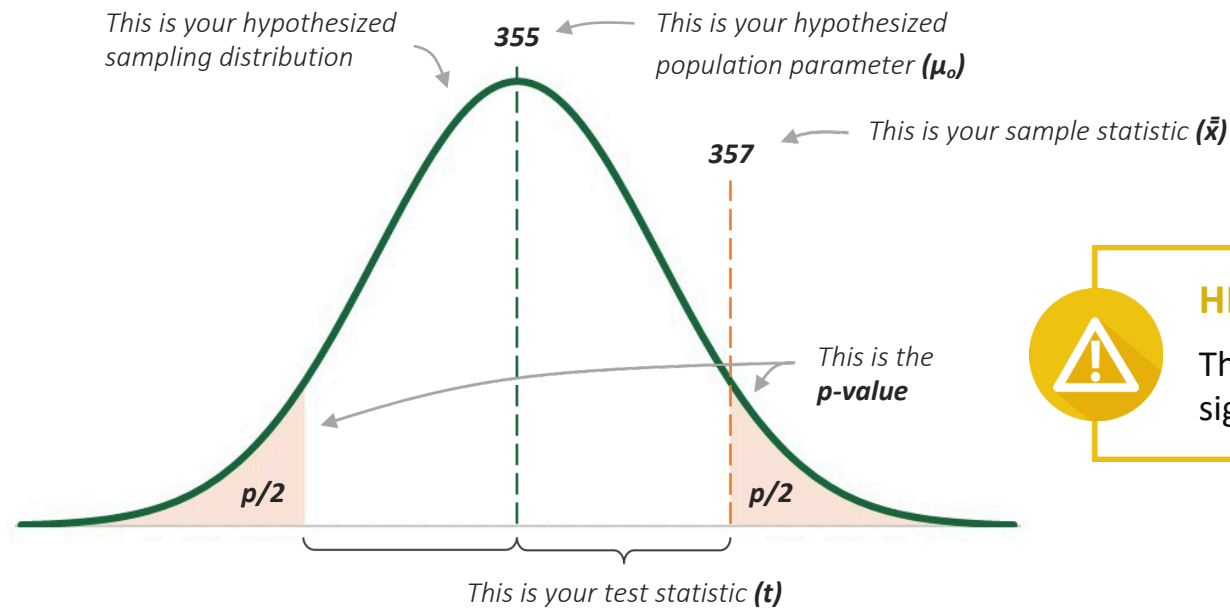 This is your hypothesized
sampling distribution
355
This is your hypothesized
population parameter (μₒ)
This is your sample statistic (x̿)
357
This is the
p-value
p/2
p/2
This is your test statistic (t)